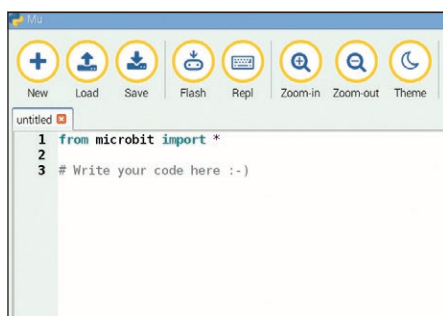 Mu
New Load Save Flash Repl Zoom-in Zoom-out Theme
untitled
1 from microbit import *
2
3 # Write your code here :-)